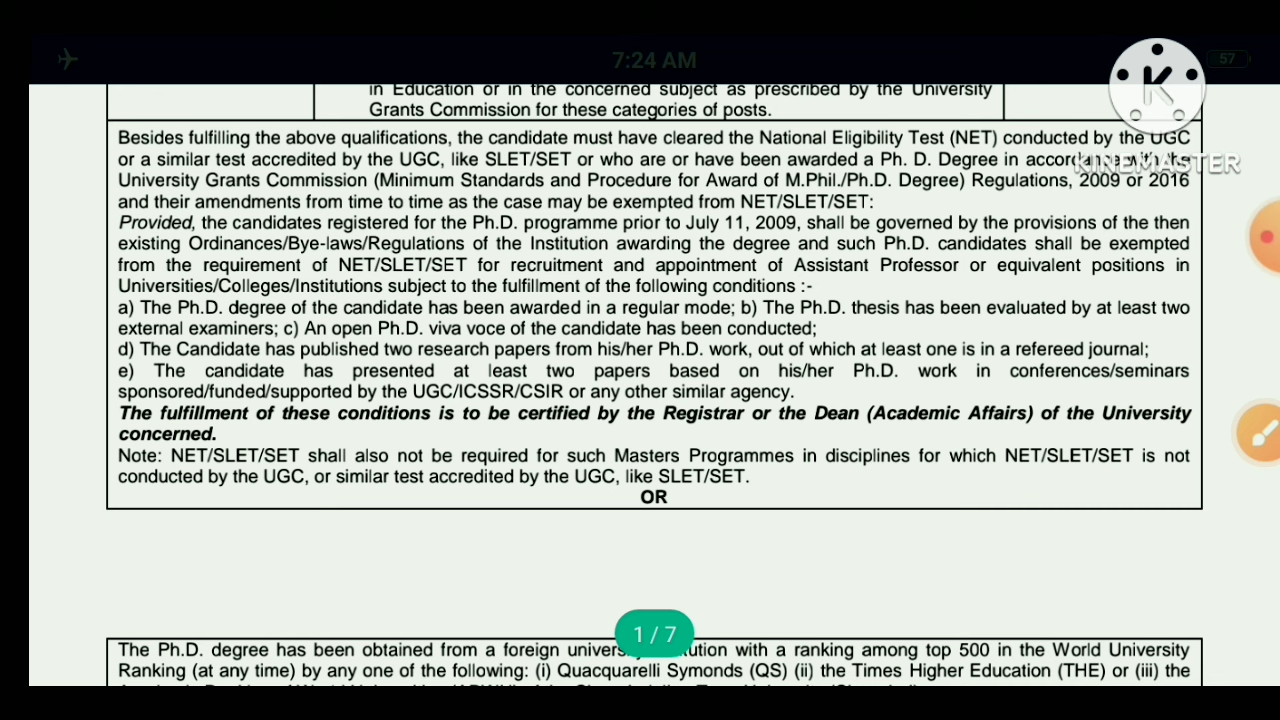 7:24 AM
57
K
KINEMASTER
in Education or in the concerned subject as prescribed by the University
Grants Commission for these categories of posts.
Besides fulfilling the above qualifications, the candidate must have cleared the National Eligibility Test (NET) conducted by the UGC
or a similar test accredited by the UGC, like SLET/SET or who are or have been awarded a Ph. D. Degree in accordance with the
University Grants Commission (Minimum Standards and Procedure for Award of M.Phil./Ph.D. Degree) Regulations, 2009 or 2016
and their amendments from time to time as the case may be exempted from NET/SLET/SET:
Provided, the candidates registered for the Ph.D. programme prior to July 11, 2009, shall be governed by the provisions of the then
existing Ordinances/Bye-laws/Regulations of the Institution awarding the degree and such Ph.D. candidates shall be exempted
from the requirement of NET/SLET/SET for recruitment and appointment of Assistant Professor or equivalent positions in
Universities/Colleges/Institutions subject to the fulfillment of the following conditions :-
a) The Ph.D. degree of the candidate has been awarded in a regular mode; b) The Ph.D. thesis has been evaluated by at least two
external examiners; c) An open Ph.D. viva voce of the candidate has been conducted;
d) The Candidate has published two research papers from his/her Ph.D. work, out of which at least one is in a refereed journal;
e) The candidate has presented at least two papers based on his/her Ph.D. work in conferences/seminars
sponsored/funded/supported by the UGC/ICSSR/CSIR or any other similar agency.
The fulfillment of these conditions is to be certified by the Registrar or the Dean (Academic Affairs) of the University
concerned.
Note: NET/SLET/SET shall also not be required for such Masters Programmes in disciplines for which NET/SLET/SET is not
conducted by the UGC, or similar test accredited by the UGC, like SLET/SET.
OR
1 / 7
The Ph.D. degree has been obtained from a foreign with a ranking among top 500 in the World University
Ranking (at any time) by any one of the following: (i) Quacquarelli Symonds (QS) (ii) the Times Higher Education (THE) or (iii) the